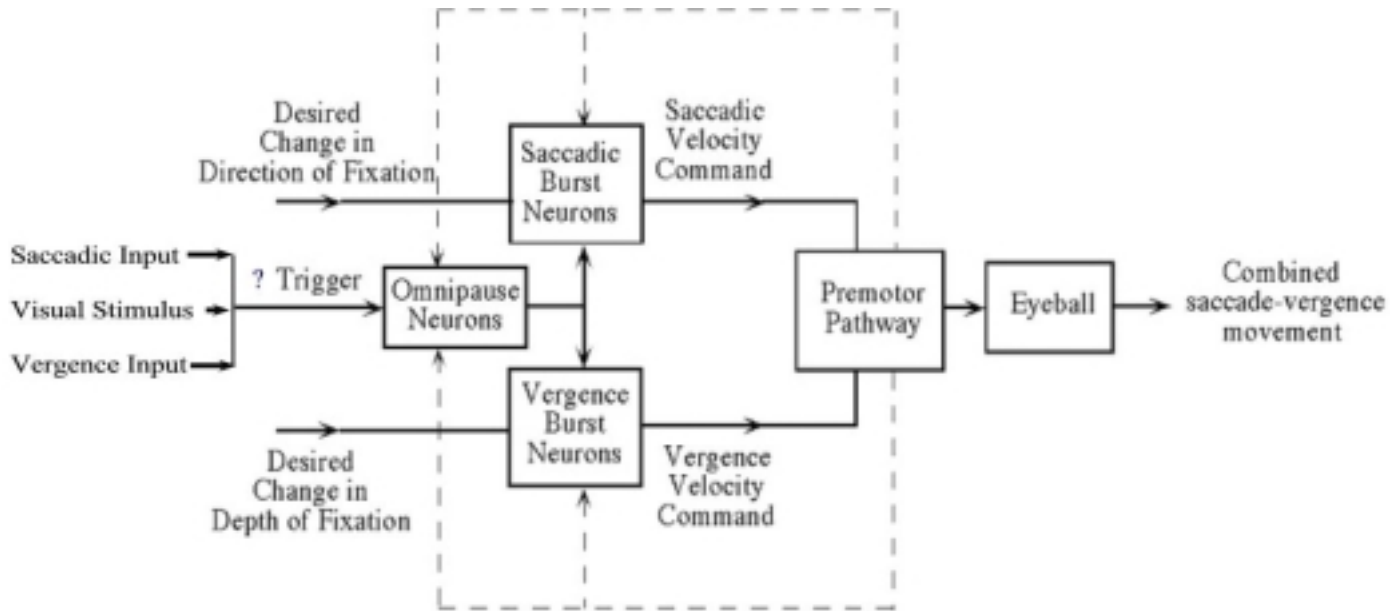 Desired
Change in
Direction of Fixation
Saccadic
Burst
Neurons
Saccadic
Velocity
Command
Saccadic Input
Visual Stimulus
Vergence Input
? Trigger
Omnipause
Neurons
Premotor
Pathway
Eyeball
Combined
saccade-vergence
movement
Vergence
Burst
Neurons
Desired
Change in
Depth of Fixation
Vergence
Velocity
Command